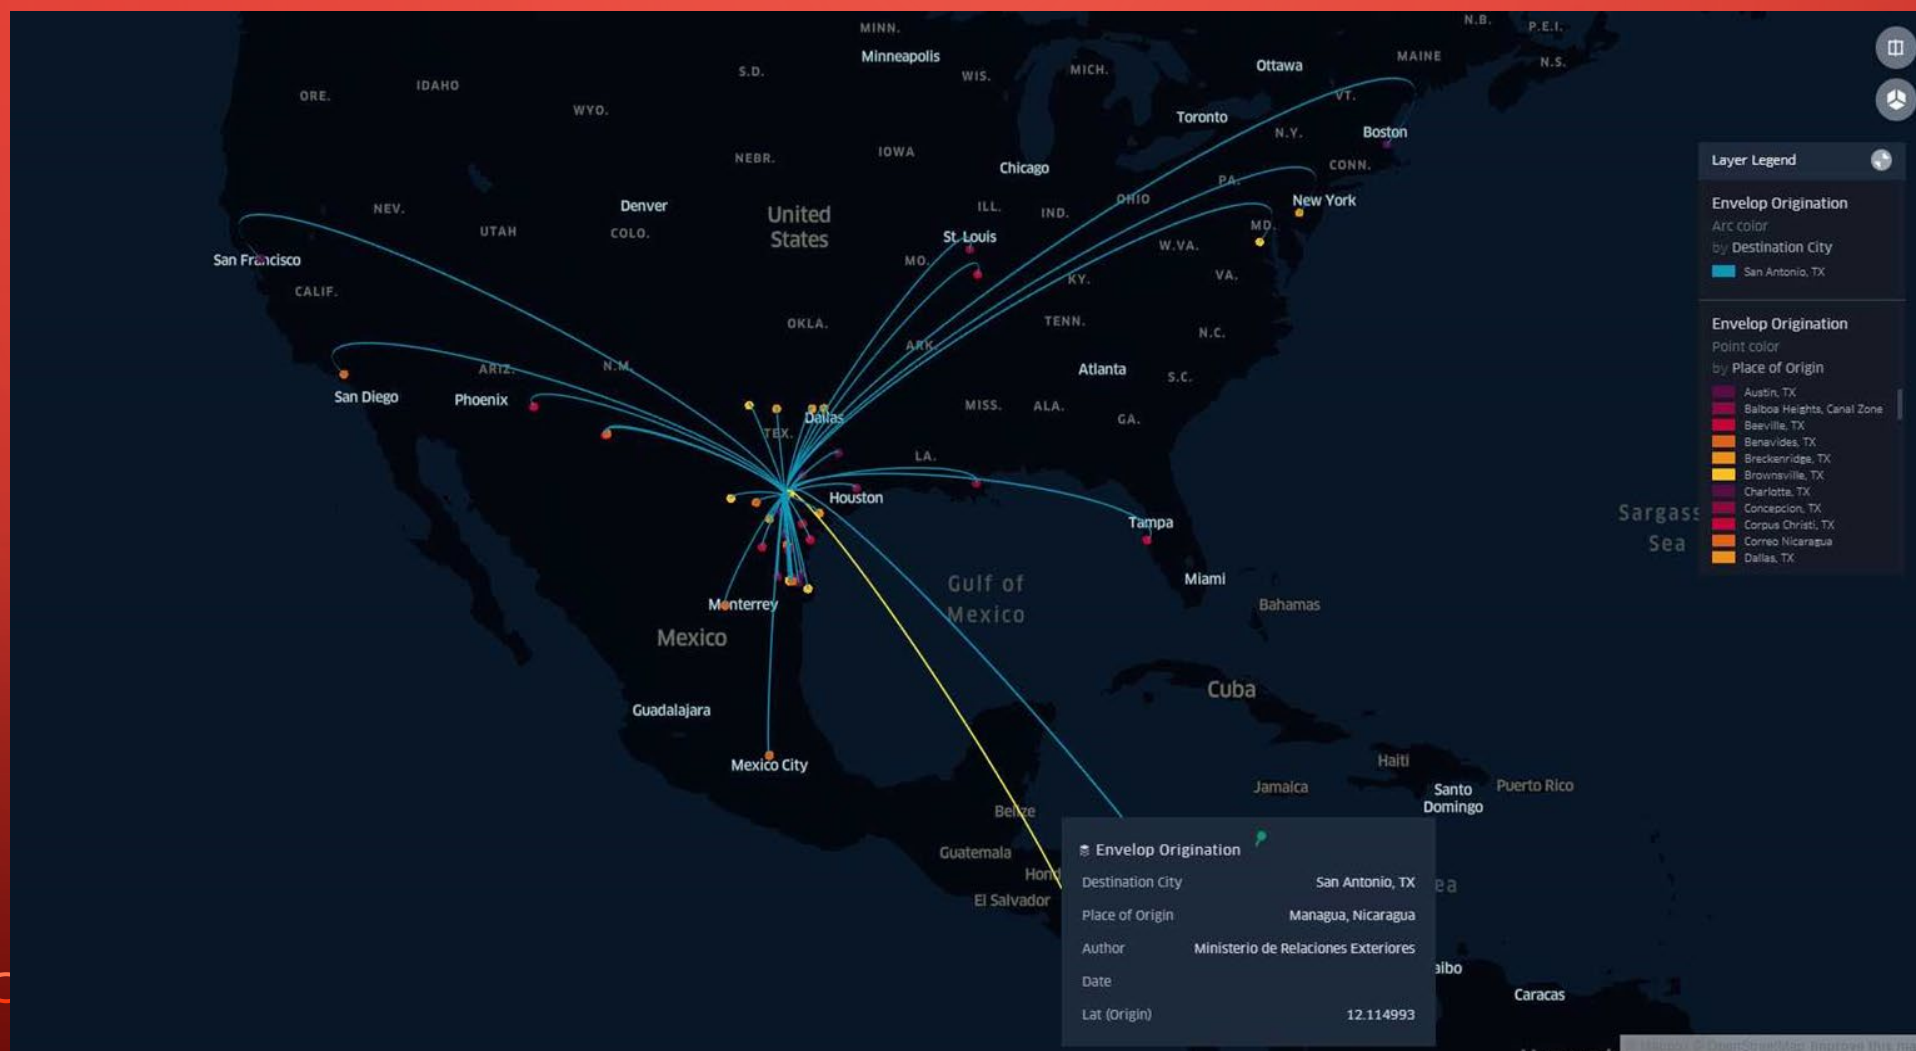 MINN.
N.B.
P.E.I.
Minneapolis
MAINE
N.S.
S.D.
WIS.
MICH.
Ottawa
IDAHO
ORE.
WYO.
VT.
Toronto
N.Y.
Boston
NEBR.
IOWA
Chicago
CONN.
PA.
Denver
NEV.
United
States
ILL.
IND.
OHIO
New York
UTAH
COLO.
St. Louis
MD.
W.VA.
San Francisco
MO.
KY.
VA.
CALIF.
OKLA.
TENN.
N.C.
ARK.
ARIZ.
N.M.
Atlanta
S.C.
San Diego
Phoenix
MISS.
ALA.
GA.
Dallas
TEX.
LA.
Houston
Tampa
Sargass
Sea
Gulf of
Mexico
Miami
Monterrey
Bahamas
Mexico
Cuba
Guadalajara
Mexico City
Haiti
Jamaica
Santo
Domingo
Puerto Rico
Belize
Guatemala
Hond
El Salvador
ea
aibo
Caracas
Layer Legend
Envelop Origination
Arc color
by Destination City
San Antonio, TX
Envelop Origination
Point color
by Place of Origin
Austin, TX
Balboa Heights, Canal Zone
Beeville, TX
Benavides, TX
Breckenridge, TX
Brownsville, TX
Charlotte, TX
Concepcion, TX
Corpus Christi, TX
Correo Nicaragua
Dallas, TX
Envelop Origination
Destination City San Antonio, TX
Place of Origin Managua, Nicaragua
Author Ministerio de Relaciones Exteriores
Date
Lat (Origin) 12.114993
© OpenStreetMap Improve this ma